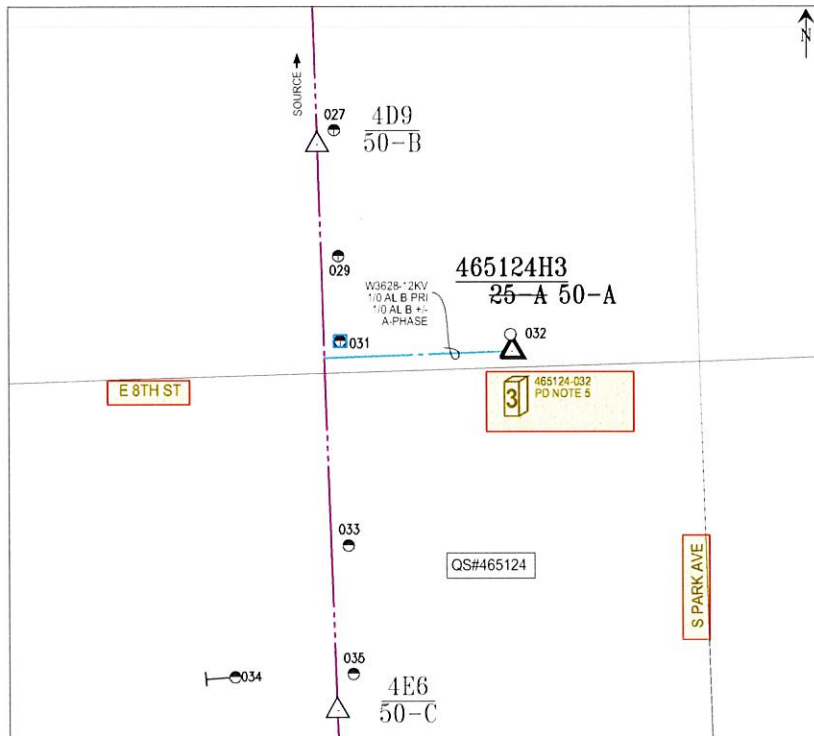 N
SOURCE
027
4D9
50-B
029
465124H3
25-A 50-A
W3628-12KV
1/0 AL B PRI
1/0 AL B +/-
A-PHASE
032
031
E 8TH ST
3
465124-032
PD NOTE 5
033
QS#465124
S PARK AVE
034
035
4E6
50-C